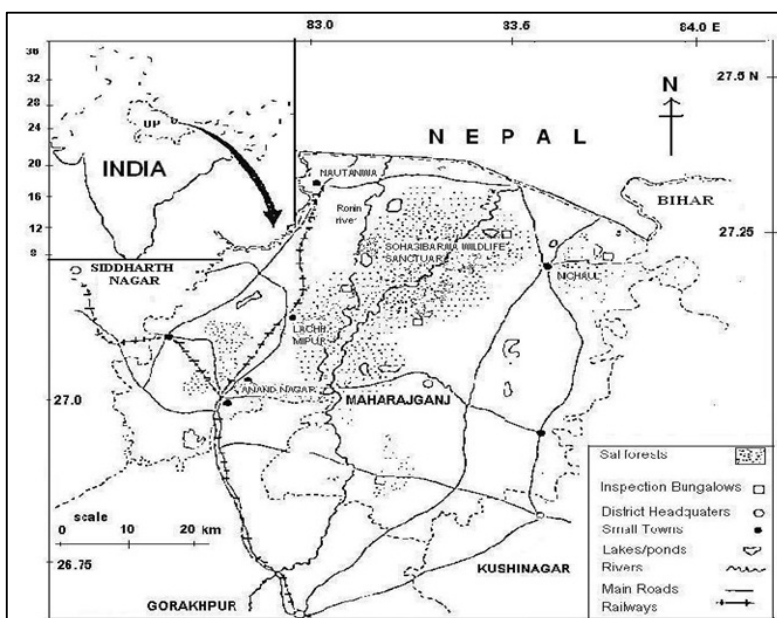 83.0
83.6
84.0 E
36
32
28
24
20
16
12
8
UP
INDIA
N
27.5 N
NEPAL
NAUTANWA
Ronin
river
BIHAR
27.25
SOHAGIBARWA WILDLIFE
SANCTUARY
SIDDHARTH
NAGAR
NICHAUL
LACHH
MIPUR
27.0
ANAND NAGAR
MAHARAJGANJ
scale
0 10 20 km
26.75
GORAKHPUR
KUSHINAGAR
Sal forests
Inspection Bungalows
District Headquaters
Small Towns
Lakes/ponds
Rivers
Main Roads
Railways